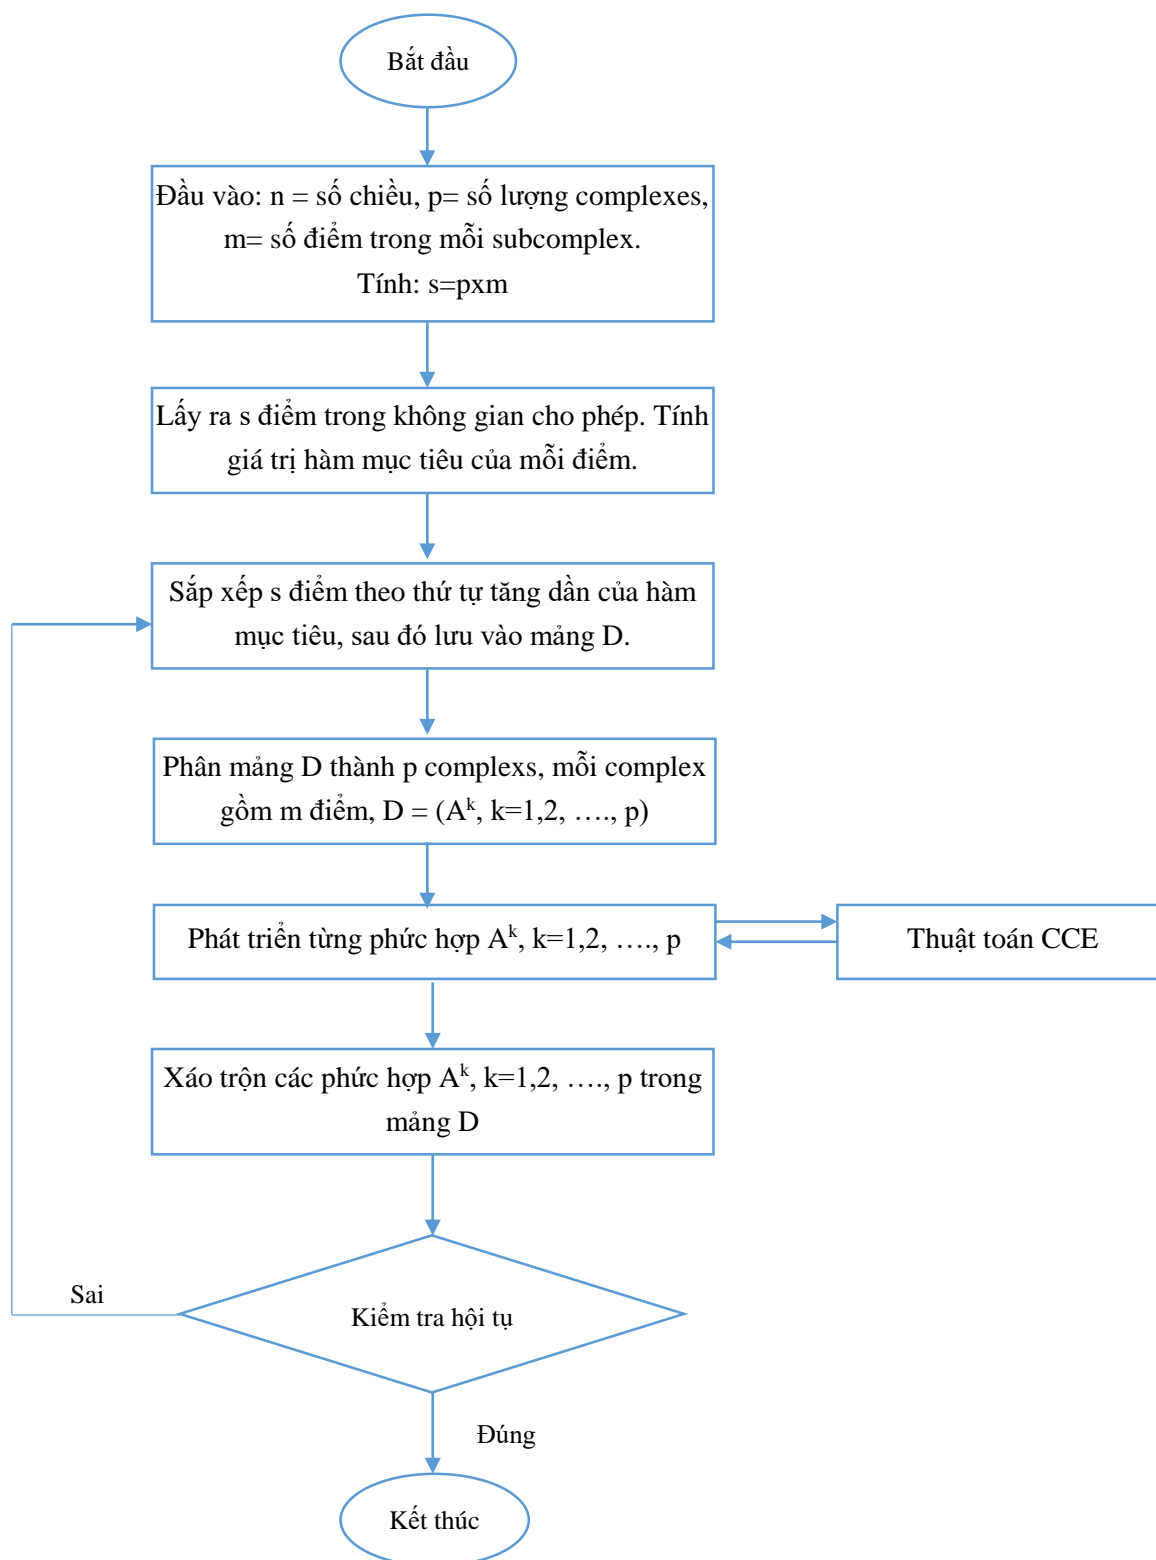 Bắt đầu
Đầu vào: n = số chiều, p= số lượng complexes,
m= số điểm trong mỗi subcomplex.
Tính: s=pxm
Lấy ra s điểm trong không gian cho phép. Tính
giá trị hàm mục tiêu của mỗi điểm.
Sắp xếp s điểm theo thứ tự tăng dần của hàm
mục tiêu, sau đó lưu vào mảng D.
Phân mảng D thành p complexs, mỗi complex
gồm m điểm, D = (Aᵏ, k=1,2, …., p)
Phát triển từng phức hợp Aᵏ, k=1,2, …., p
Thuật toán CCE
Xáo trộn các phức hợp Aᵏ, k=1,2, …., p trong
mảng D
Sai
Kiểm tra hội tụ
Đúng
Kết thúc